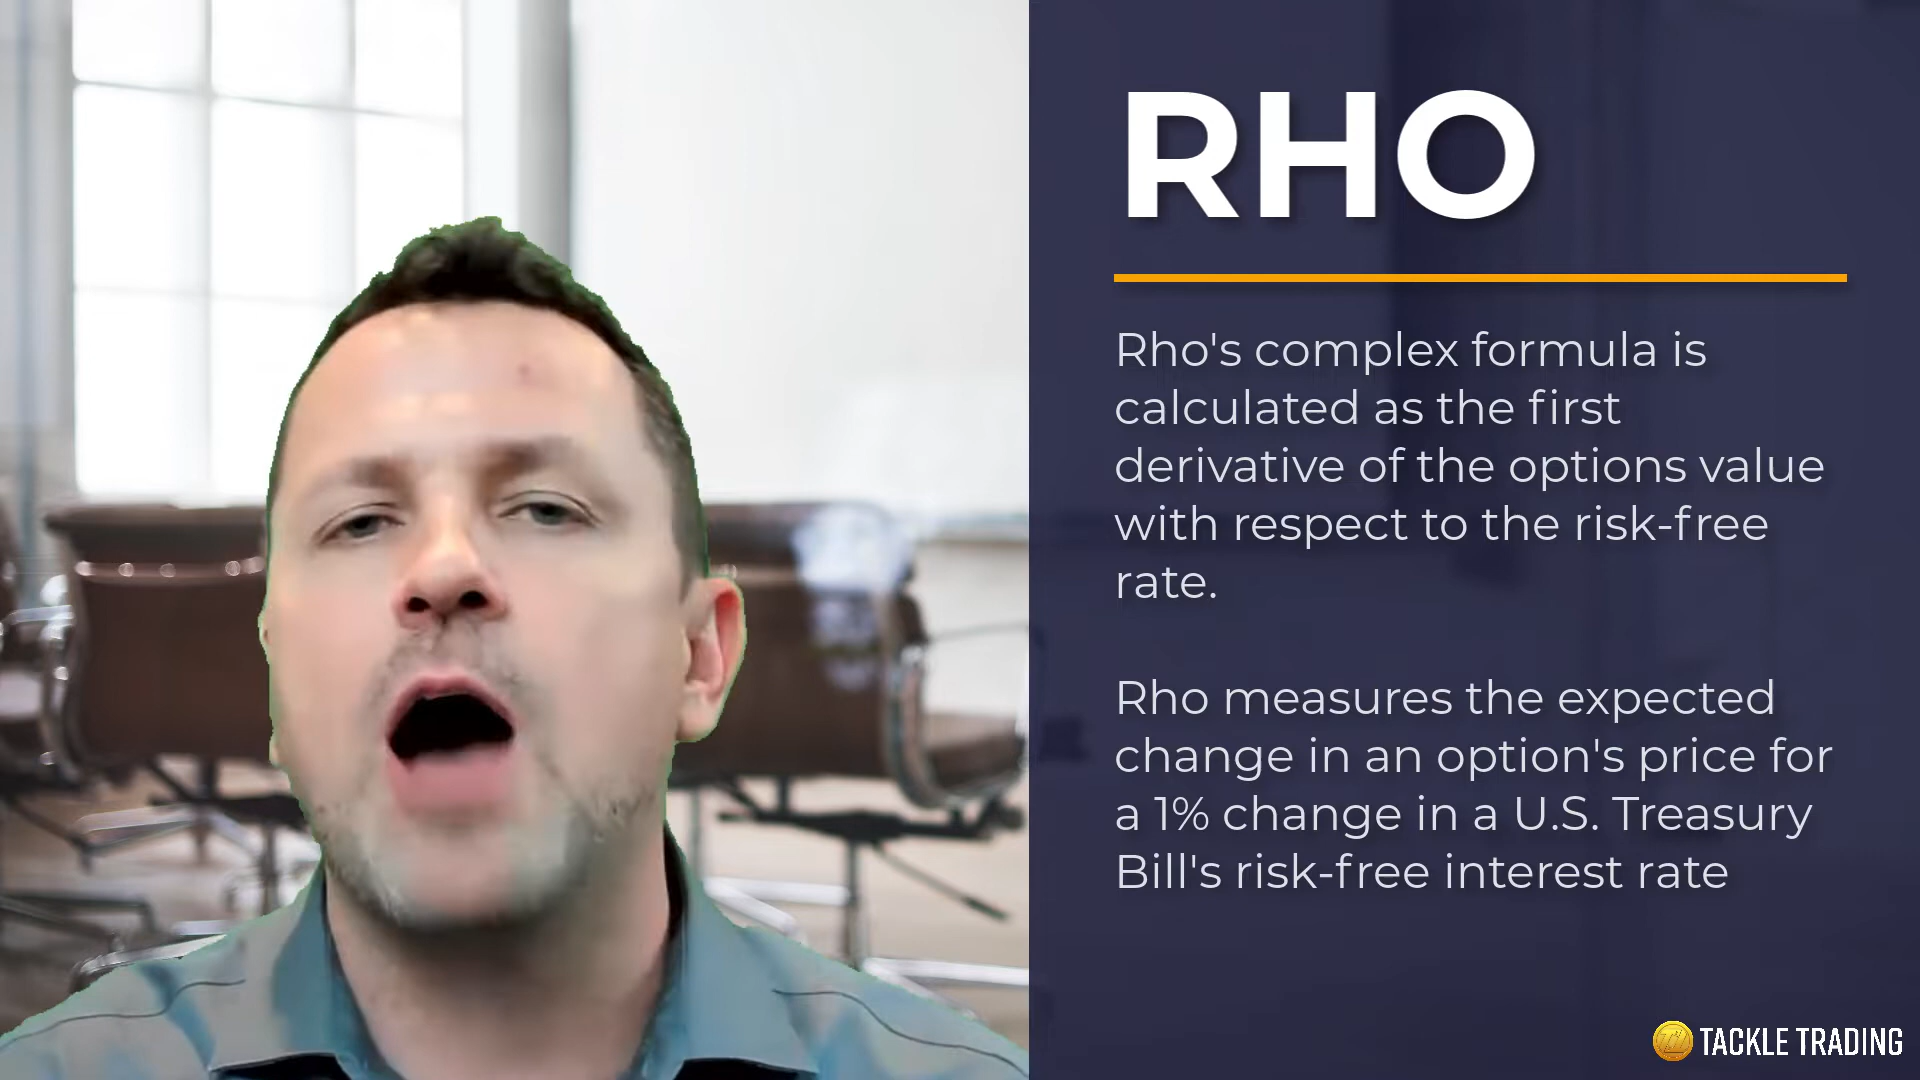 RHO
Rho's complex formula is
calculated as the first
derivative of the options value
with respect to the risk-free
rate.
Rho measures the expected
change in an option's price for
a 1% change in a U.S. Treasury
Bill's risk-free interest rate
TACKLE TRADING